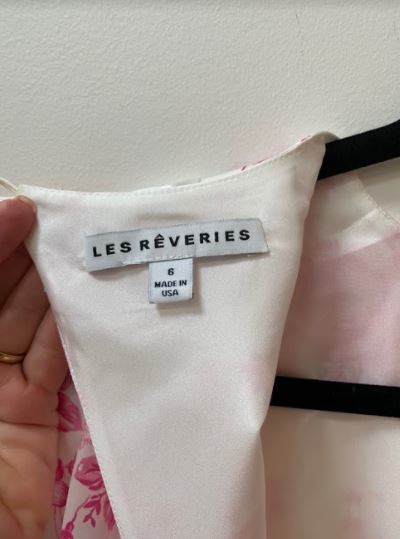 LES RÊVERIES
6
MADE IN
USA